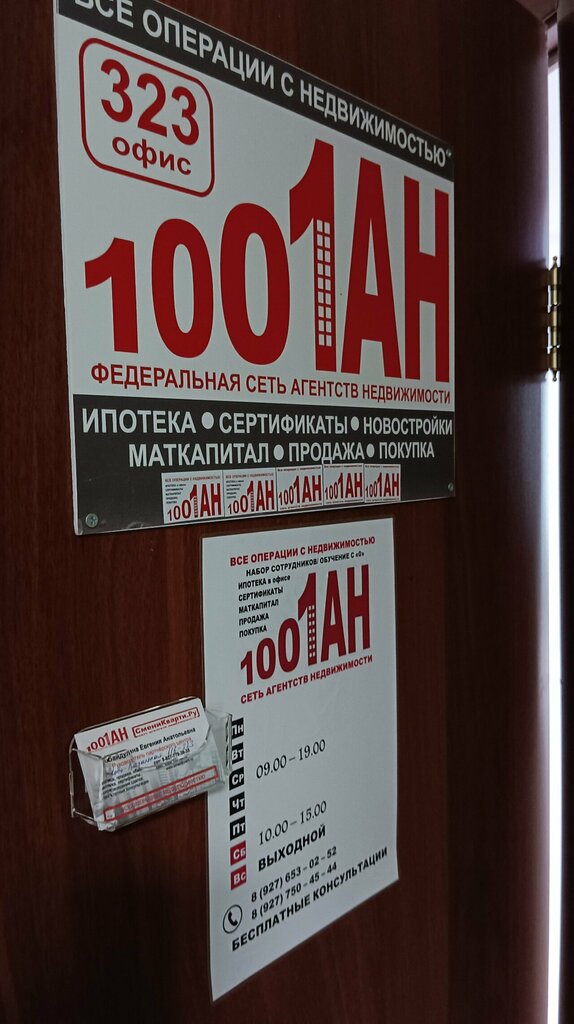 ВСЕ ОПЕРАЦИИ С НЕДВИЖИМОСТЬЮ
323
офис
1001АН
ФЕДЕРАЛЬНАЯ СЕТЬ АГЕНТСТВ НЕДВИЖИМОСТИ
ИПОТЕКА ● СЕРТИФИКАТЫ ● НОВОСТРОЙКИ
МАТКАПИТАЛ ● ПРОДАЖА ● ПОКУПКА
1001АН 1001АН 1001АН 1001АН 1001АН
ВСЕ ОПЕРАЦИИ С НЕДВИЖИМОСТЬЮ
НАБОР СОТРУДНИКОВ/ ОБУЧЕНИЕ С «0»
ИПОТЕКА в офисе
СЕРТИФИКАТЫ
МАТКАПИТАЛ
ПРОДАЖА
ПОКУПКА
1001АН
СЕТЬ АГЕНТСТВ НЕДВИЖИМОСТИ
Пн
Вт
Ср 09.00 – 19.00
Чт
Пт
Сб 10.00 – 15.00
Вс ВЫХОДНОЙ
8 (927) 653 – 02 – 52
8 (927) 750 – 45 – 44
БЕСПЛАТНЫЕ КОНСУЛЬТАЦИИ
1001АН СмениКварти.Ру
Евгения Анатольевна